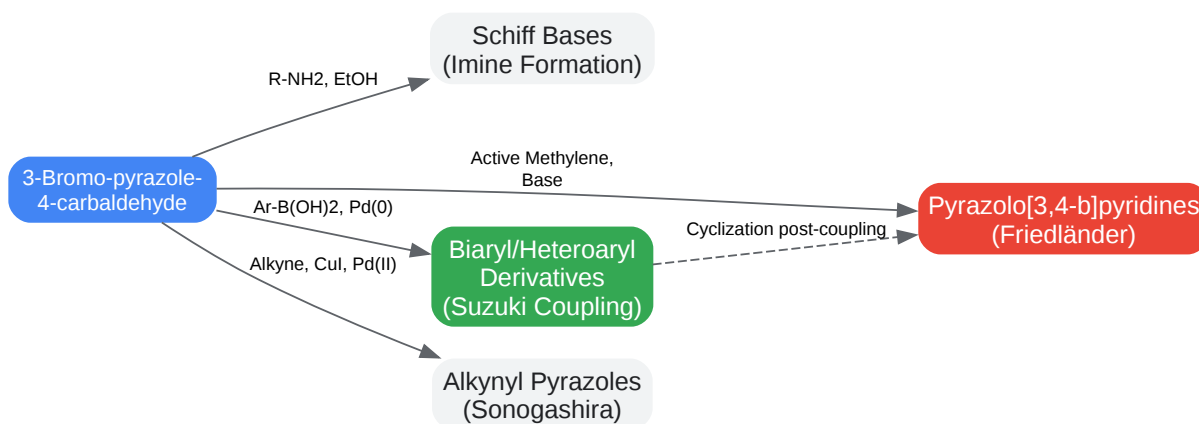 Schiff Bases
(Imine Formation)
R-NH2, EtOH
3-Bromo-pyrazole-
4-carbaldehyde
Active Methylene,
Base
Ar-B(OH)2, Pd(0)
Pyrazolo[3,4-b]pyridines
(Friedländer)
Biaryl/Heteroaryl
Derivatives
(Suzuki Coupling)
Cyclization post-coupling
Alkyne, CuI, Pd(II)
Alkynyl Pyrazoles
(Sonogashira)